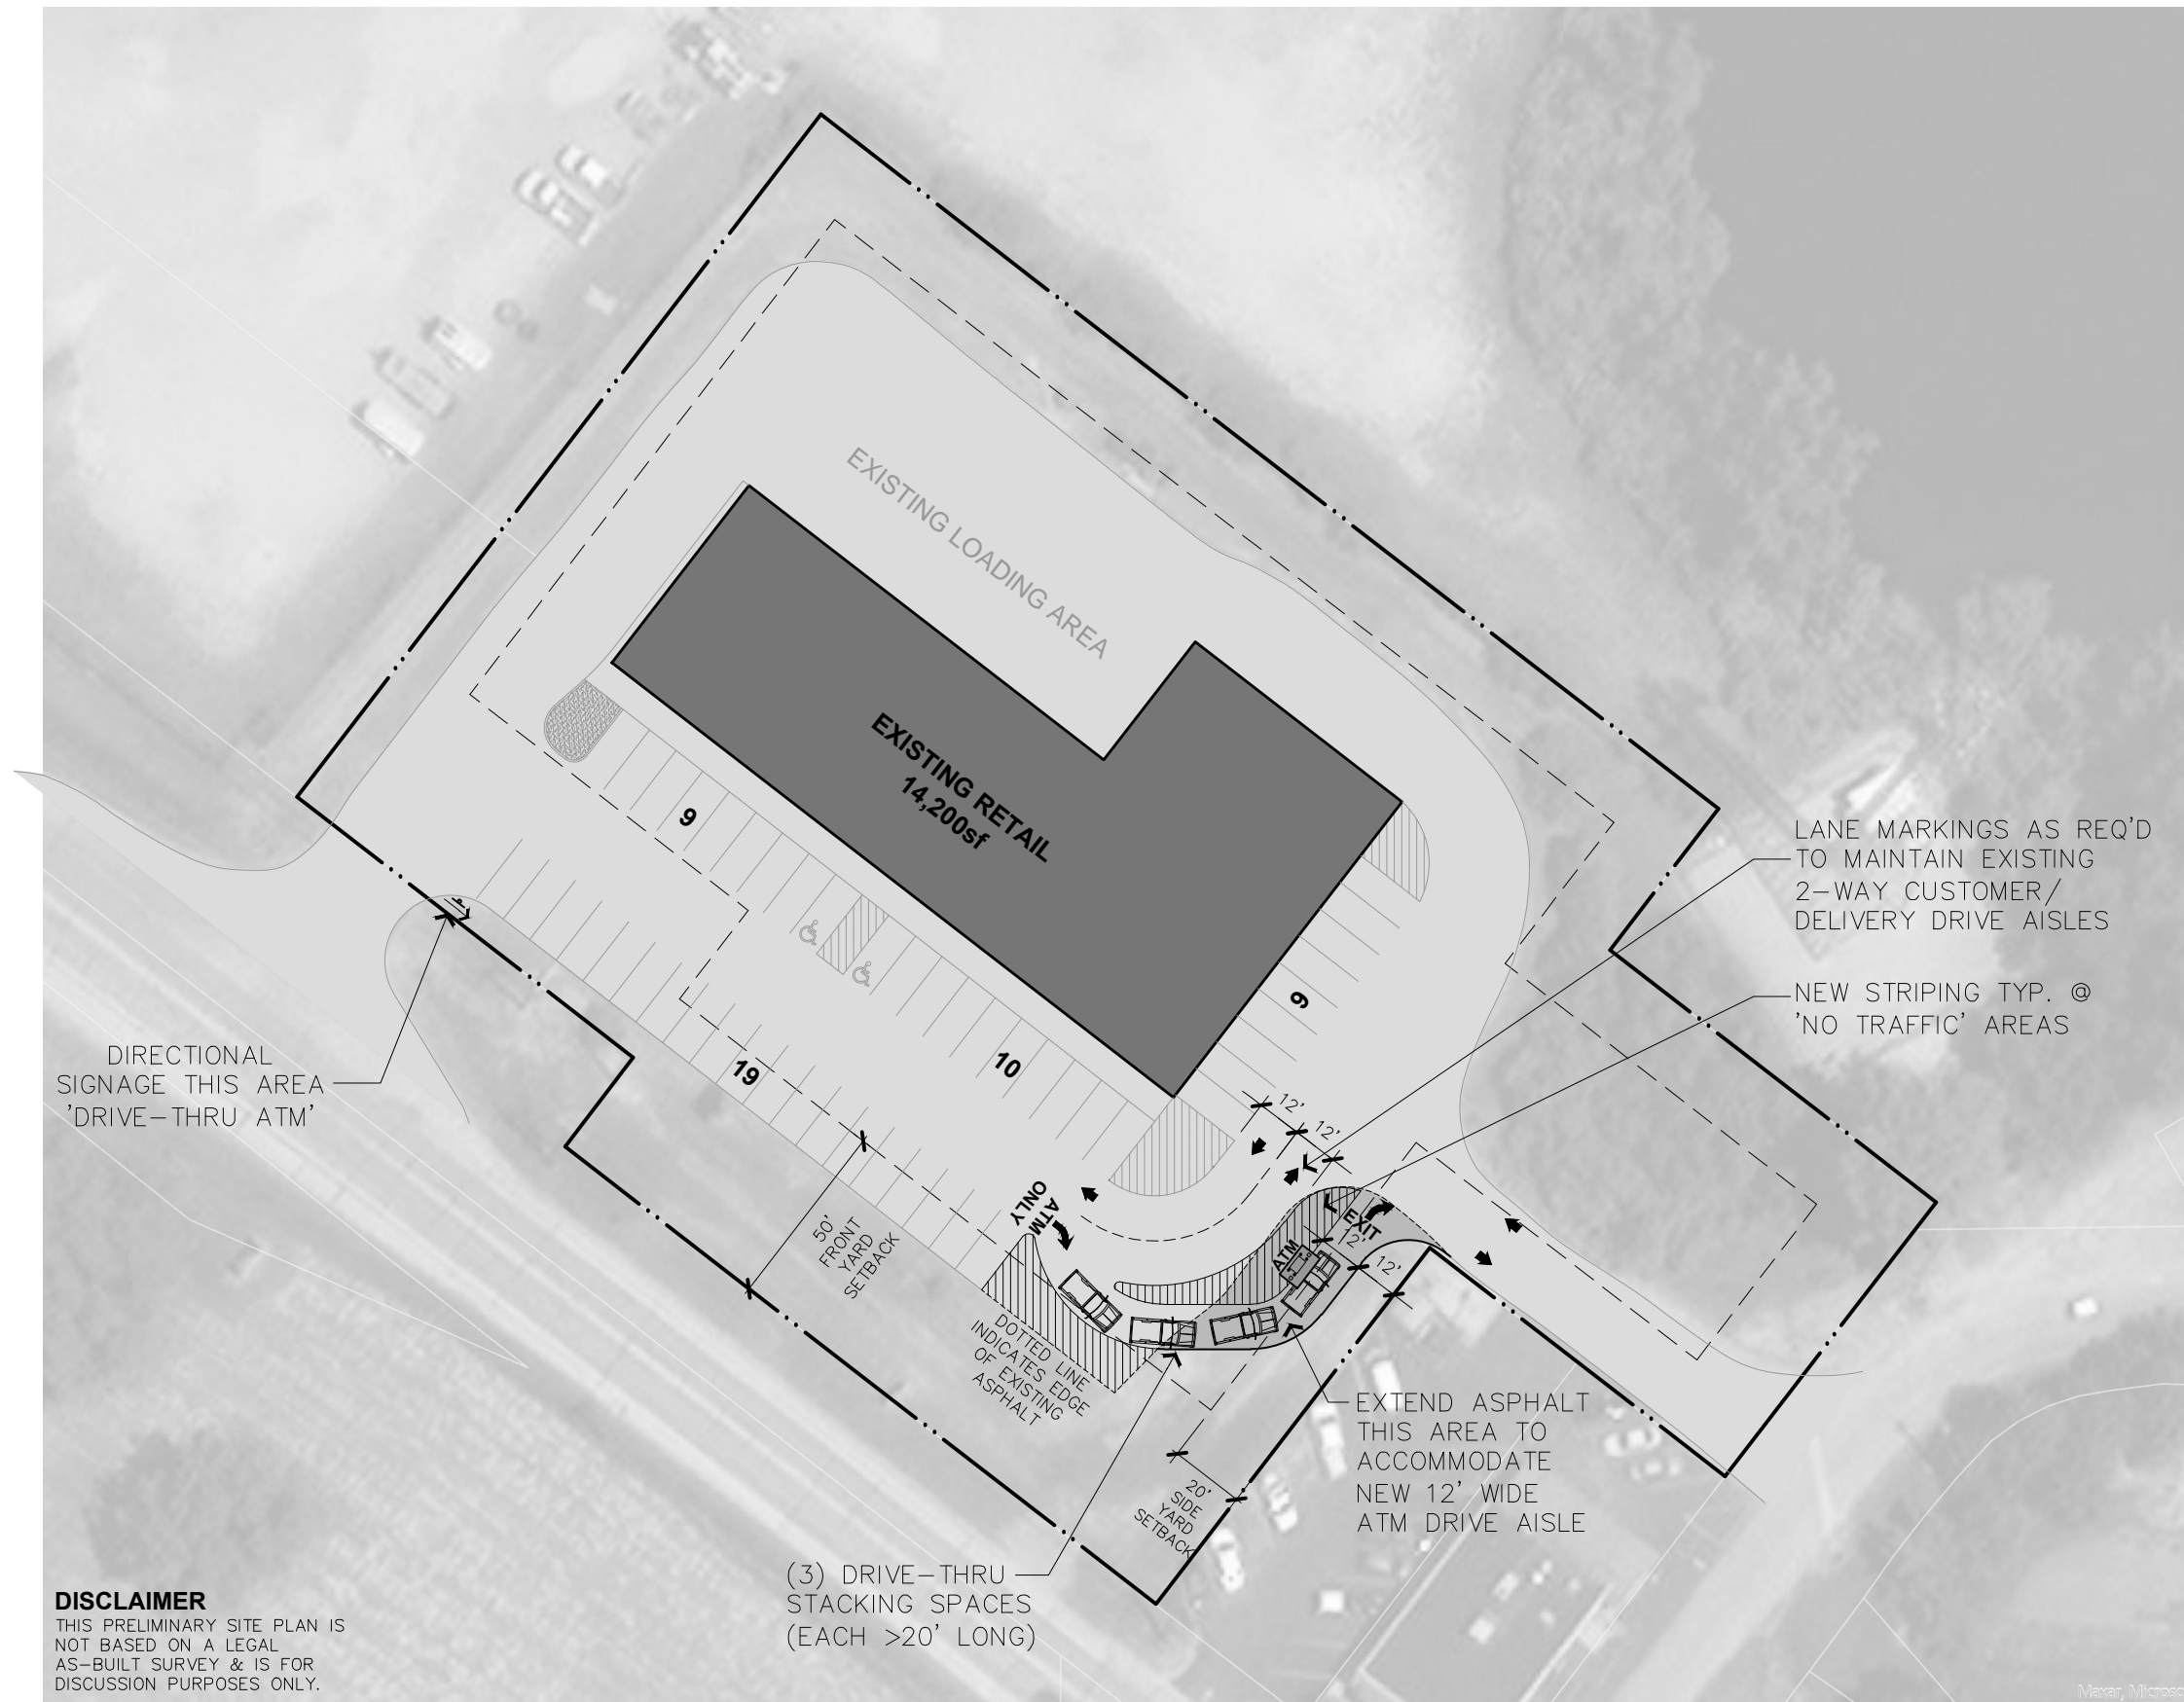 EXISTING LOADING AREA
EXISTING RETAIL
14,200sf
9
9
10
19
LANE MARKINGS AS REQ'D
TO MAINTAIN EXISTING
2-WAY CUSTOMER/
DELIVERY DRIVE AISLES
NEW STRIPING TYP. @
'NO TRAFFIC' AREAS
DIRECTIONAL
SIGNAGE THIS AREA
'DRIVE-THRU ATM'
12'
12'
ATM
ONLY
EXIT
ATM
12'
12'
50'
FRONT
YARD
SETBACK
DOTTED LINE
INDICATES EDGE
OF EXISTING
ASPHALT
EXTEND ASPHALT
THIS AREA TO
ACCOMMODATE
NEW 12' WIDE
ATM DRIVE AISLE
20'
SIDE
YARD
SETBACK
(3) DRIVE-THRU
STACKING SPACES
(EACH >20' LONG)
DISCLAIMER
THIS PRELIMINARY SITE PLAN IS
NOT BASED ON A LEGAL
AS-BUILT SURVEY & IS FOR
DISCUSSION PURPOSES ONLY.
Maxar,